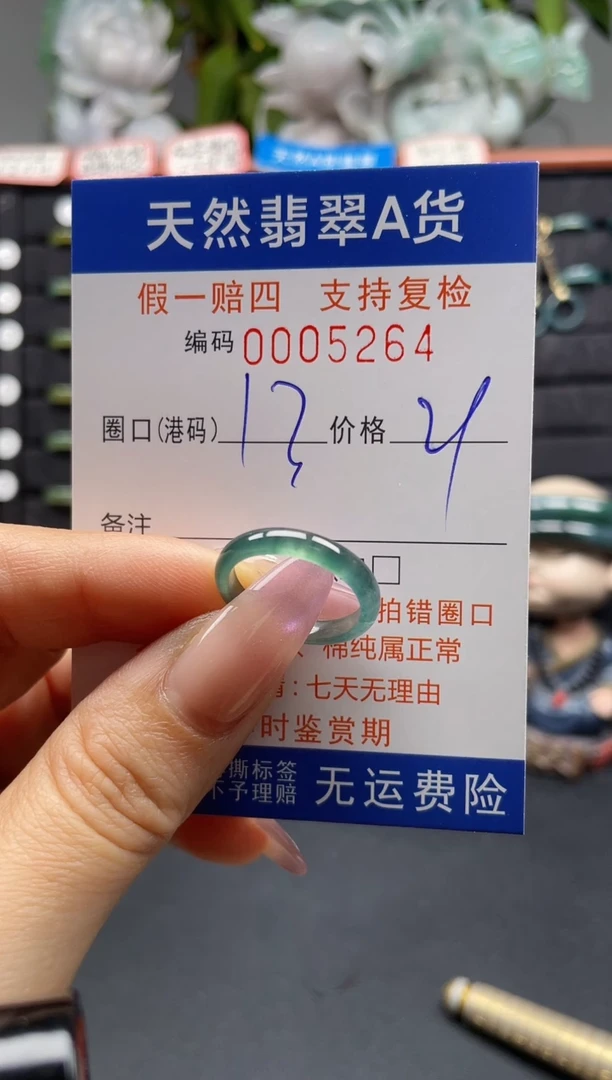 天然翡翠A货
假一赔四 支持复检
编码 0005264
圈口(港码) 13 价格
备注
拍错圈口
棉纯属正常
：七天无理由
时鉴赏期
撕标签
不予理赔
无运费险